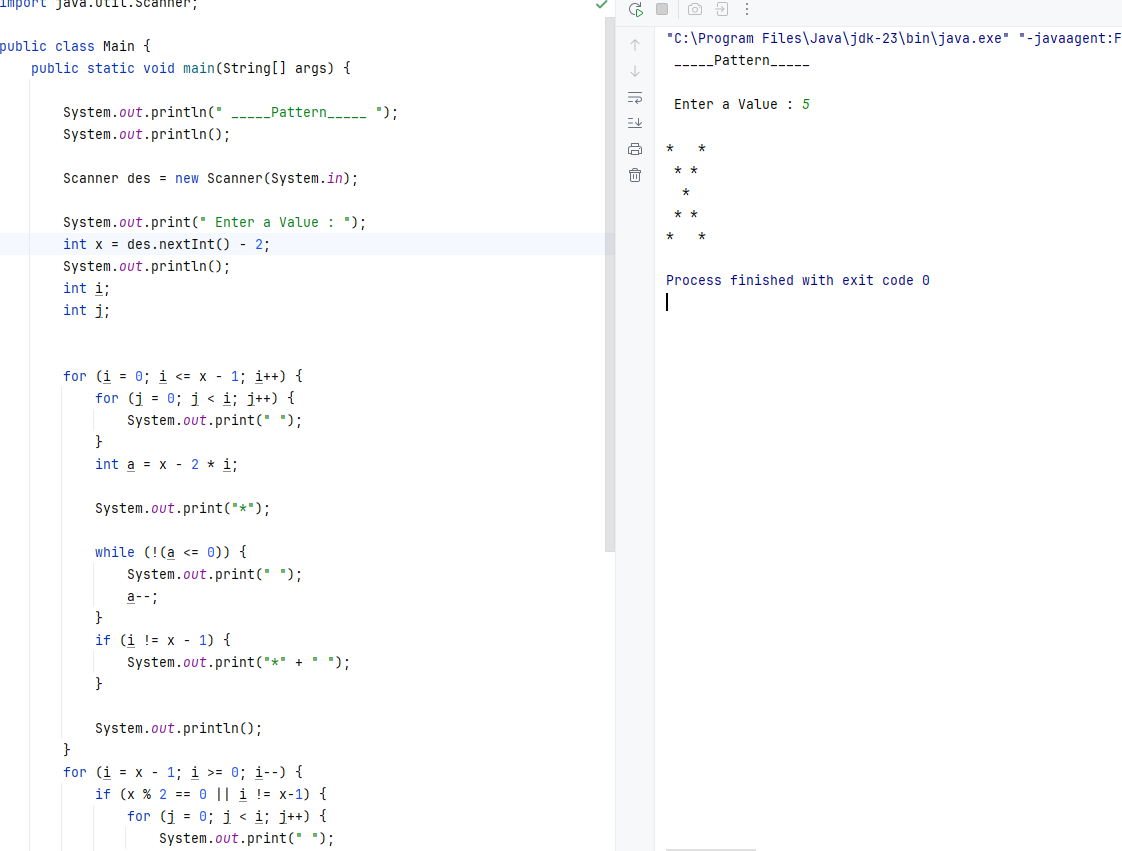 import java.util.Scanner;
public class Main {
    public static void main(String[] args) {
        System.out.println(" _____Pattern_____ ");
        System.out.println();
        Scanner des = new Scanner(System.in);
        System.out.print(" Enter a Value : ");
        int x = des.nextInt() - 2;
        System.out.println();
        int i;
        int j;
        for (i = 0; i <= x - 1; i++) {
            for (j = 0; j < i; j++) {
                System.out.print(" ");
            }
            int a = x - 2 * i;
            System.out.print("*");
            while (!(a <= 0)) {
                System.out.print(" ");
                a--;
            }
            if (i != x - 1) {
                System.out.print("*" + " ");
            }
            System.out.println();
        }
        for (i = x - 1; i >= 0; i--) {
            if (x % 2 == 0 || i != x-1) {
                for (j = 0; j < i; j++) {
                    System.out.print(" ");
"C:\Program Files\Java\jdk-23\bin\java.exe" "-javaagent:F
 _____Pattern_____
 Enter a Value : 5
*   *
 * *
  *
 * *
*   *
Process finished with exit code 0